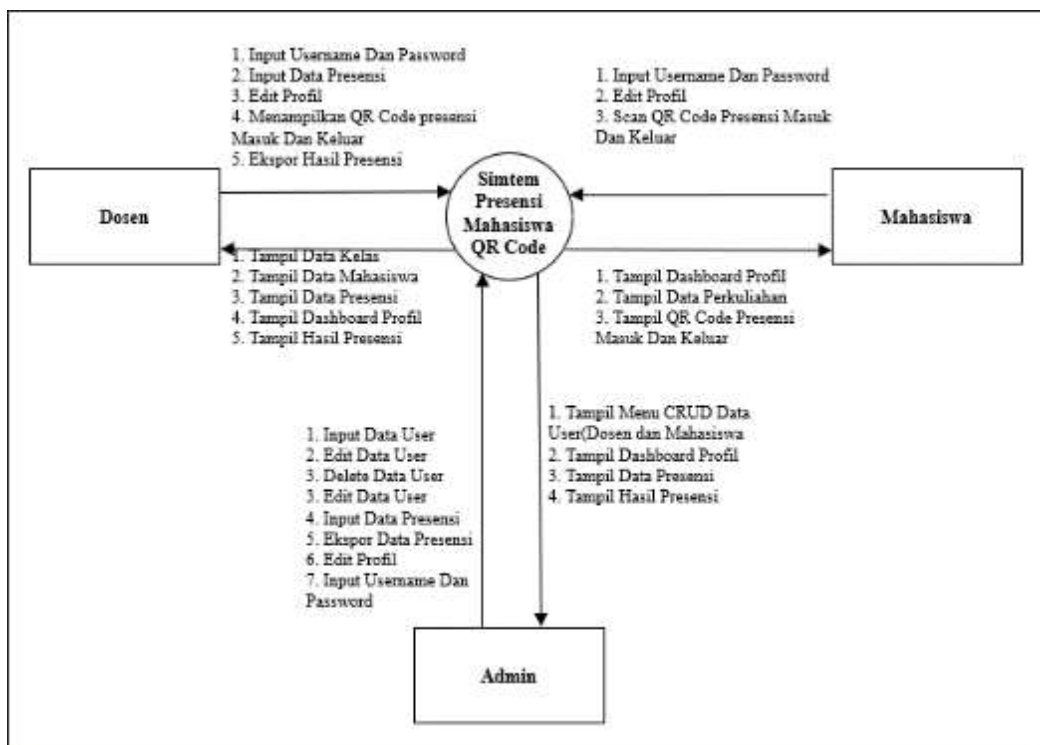 1. Input Username Dan Password
2. Input Data Presensi
3. Edit Profil
4. Menampilkan QR Code presensi
Masuk Dan Keluar
5. Ekspor Hasil Presensi
1. Input Username Dan Password
2. Edit Profil
3. Scan QR Code Presensi Masuk
Dan Keluar
Dosen
Simtem
Presensi
Mahasiswa
QR Code
Mahasiswa
1. Tampil Data Kelas
2. Tampil Data Mahasiswa
3. Tampil Data Presensi
4. Tampil Dashboard Profil
5. Tampil Hasil Presensi
1. Tampil Dashboard Profil
2. Tampil Data Perkuliahan
3. Tampil QR Code Presensi
Masuk Dan Keluar
1. Input Data User
2. Edit Data User
3. Delete Data User
3. Edit Data User
4. Input Data Presensi
5. Ekspor Data Presensi
6. Edit Profil
7. Input Username Dan
Password
1. Tampil Menu CRUD Data
User(Dosen dan Mahasiswa
2. Tampil Dashboard Profil
3. Tampil Data Presensi
4. Tampil Hasil Presensi
Admin